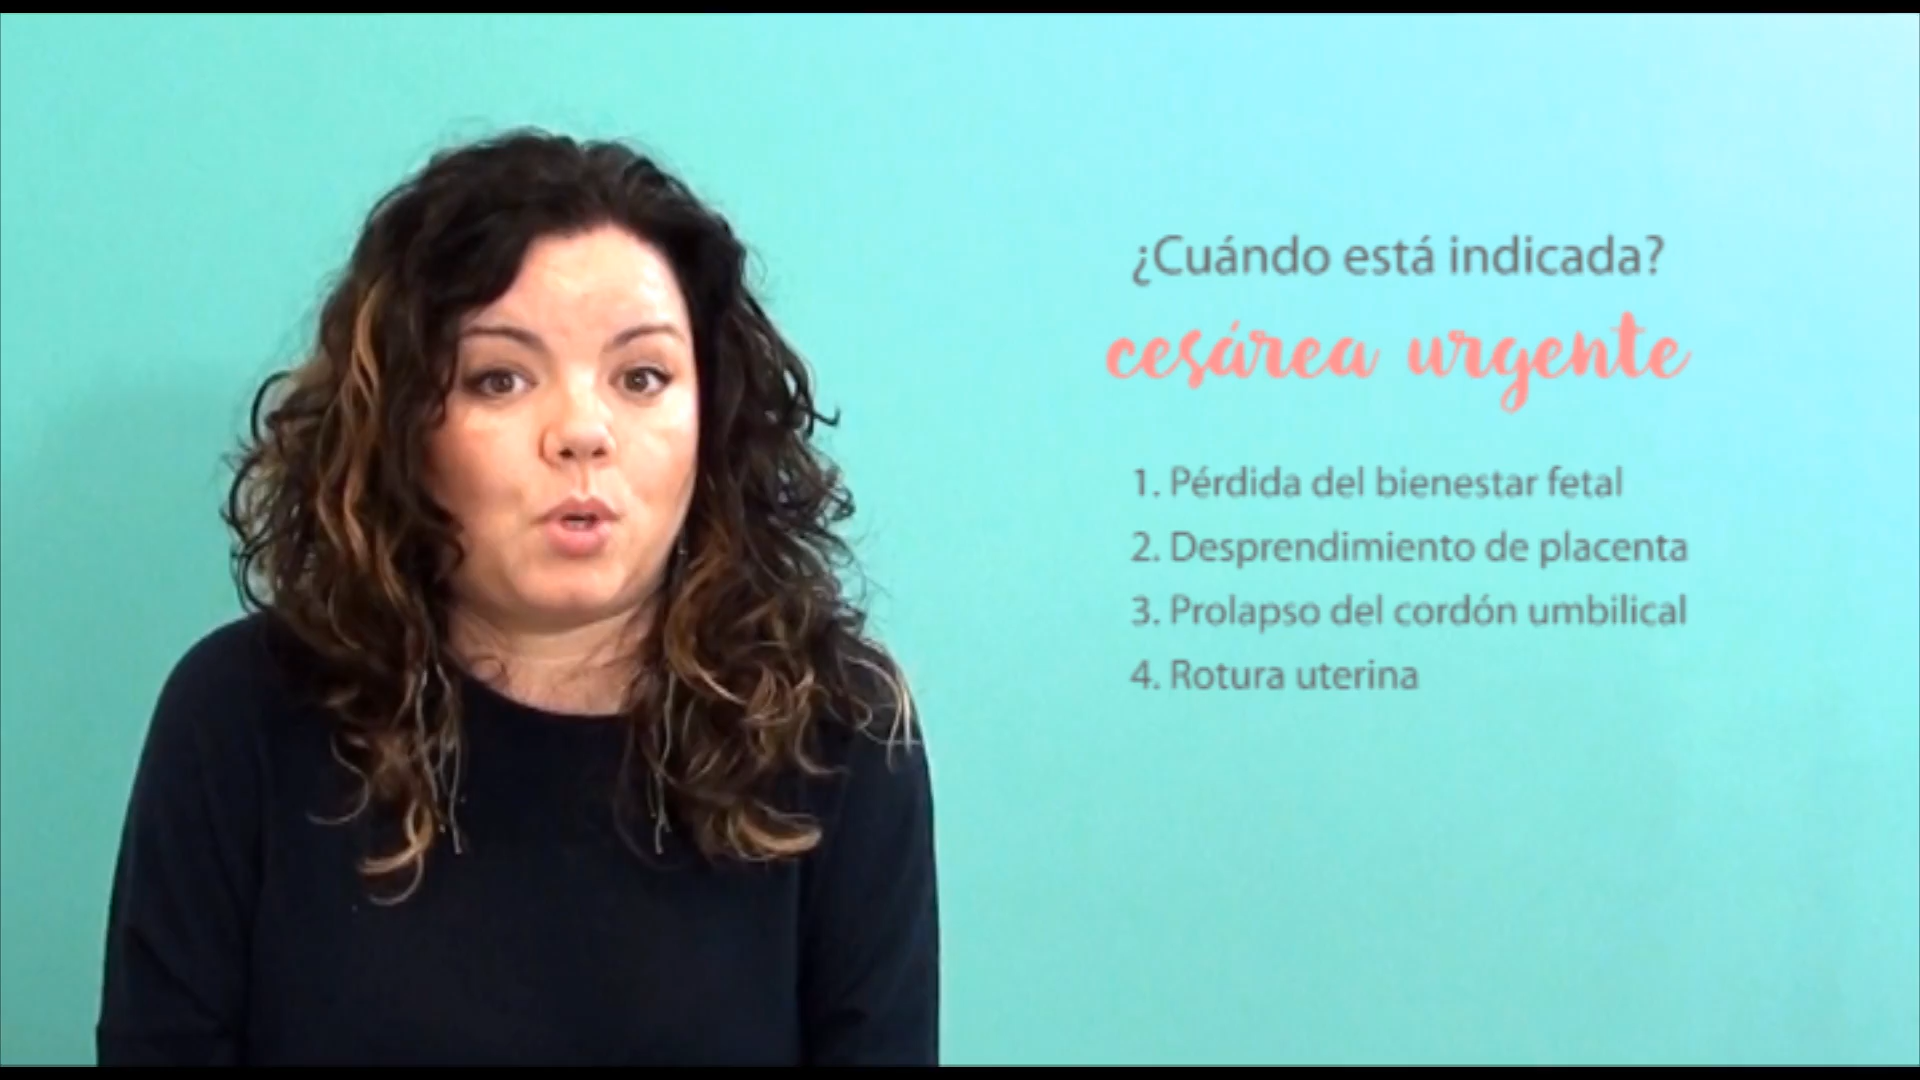 ¿Cuándo está indicada?
cesárea urgente
1. Pérdida del bienestar fetal
2. Desprendimiento de placenta
3. Prolapso del cordón umbilical
4. Rotura uterina